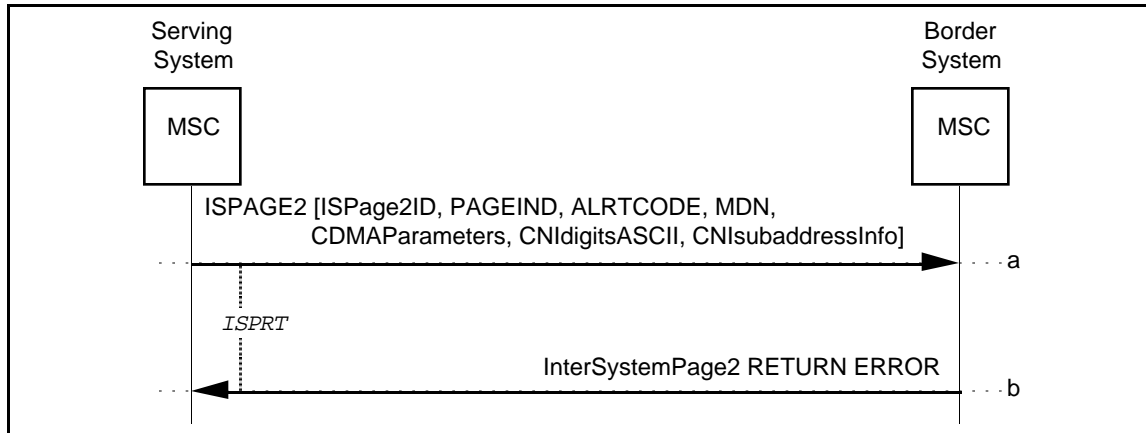 Serving
System
Border
System
MSC
MSC
ISPAGE2 [ISPage2ID, PAGEIND, ALRTCODE, MDN,
CDMAParameters, CNIdigitsASCII, CNIsubaddressInfo]
a
ISPRT
InterSystemPage2 RETURN ERROR
b